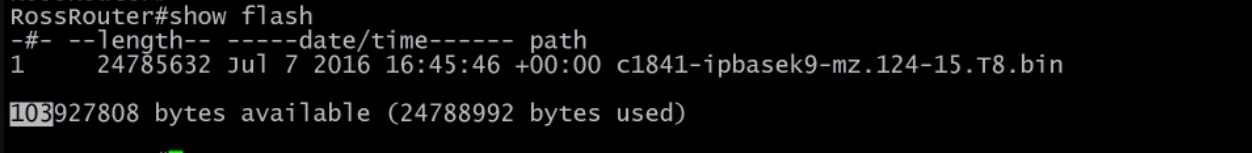 RossRouter#show flash
-#- --length-- -----date/time------ path
1     24785632 Jul 7 2016 16:45:46 +00:00 c1841-ipbasek9-mz.124-15.T8.bin
103927808 bytes available (24788992 bytes used)